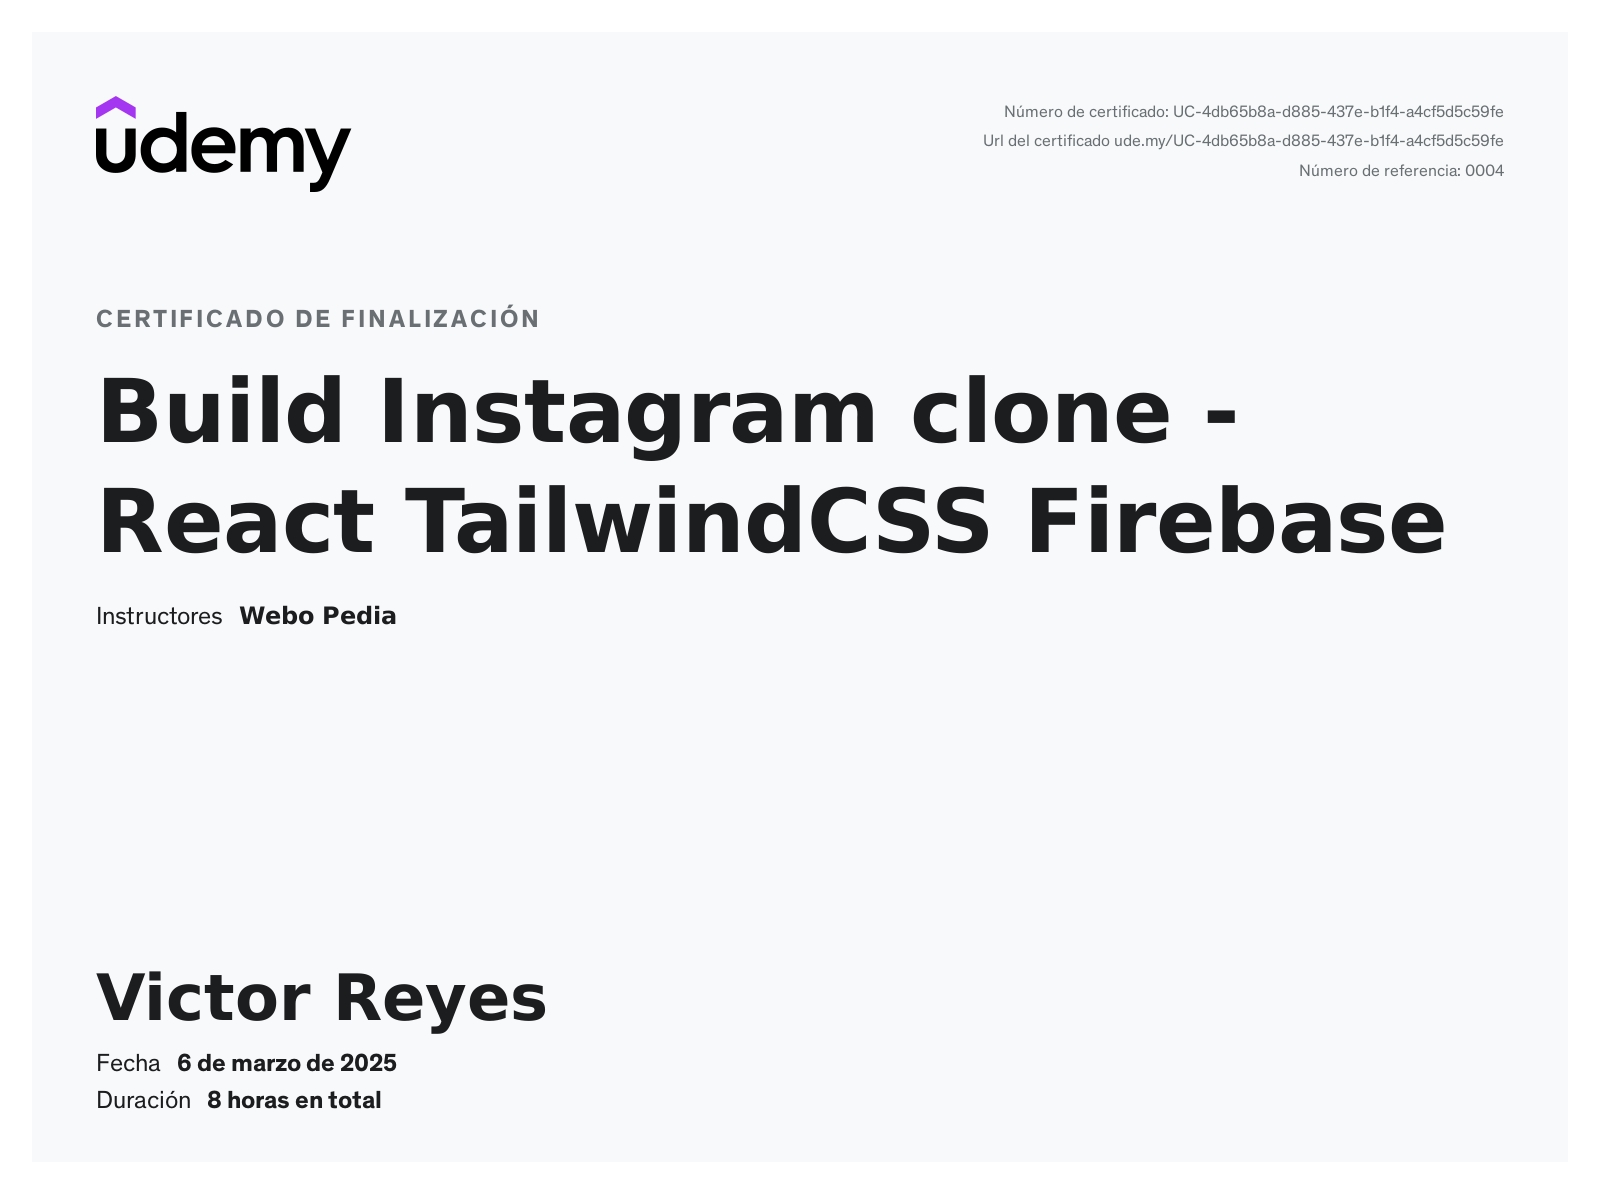 udemy
Número de certificado: UC-4db65b8a-d885-437e-b1f4-a4cf5d5c59fe
Url del certificado ude.my/UC-4db65b8a-d885-437e-b1f4-a4cf5d5c59fe
Número de referencia: 0004
CERTIFICADO DE FINALIZACIÓN
Build Instagram clone -
React TailwindCSS Firebase
Instructores Webo Pedia
Victor Reyes
Fecha 6 de marzo de 2025
Duración 8 horas en total